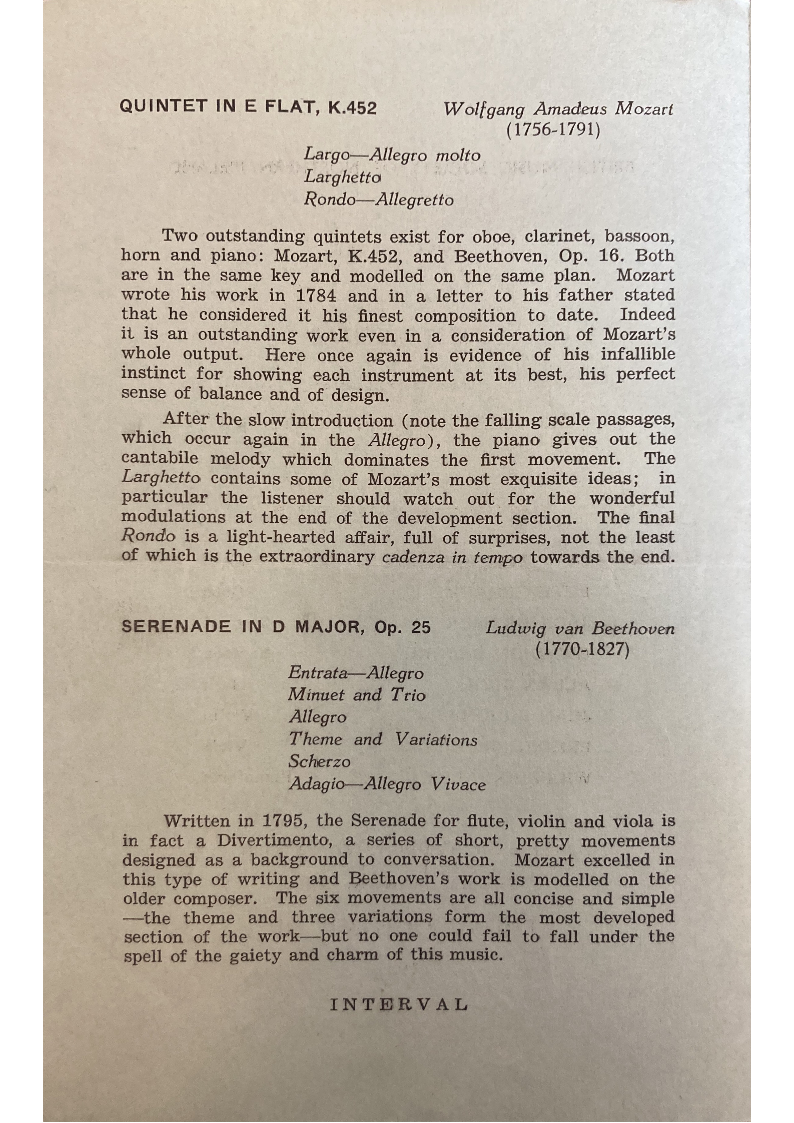 QUINTET IN E FLAT, K.452 Wolfgang Amadeus Mozart
(1756-1791)
Largo—Allegro molto
Larghetto
Rondo—Allegretto
Two outstanding quintets exist for oboe, clarinet, bassoon,
horn and piano: Mozart, K.452, and Beethoven, Op. 16. Both
are in the same key and modelled on the same plan. Mozart
wrote his work in 1784 and in a letter to his father stated
that he considered it his finest composition to date. Indeed
it is an outstanding work even in a consideration of Mozart's
whole output. Here once again is evidence of his infallible
instinct for showing each instrument at its best, his perfect
sense of balance and of design.
After the slow introduction (note the falling scale passages,
which occur again in the Allegro), the piano gives out the
cantabile melody which dominates the first movement. The
Larghetto contains some of Mozart's most exquisite ideas; in
particular the listener should watch out for the wonderful
modulations at the end of the development section. The final
Rondo is a light-hearted affair, full of surprises, not the least
of which is the extraordinary cadenza in tempo towards the end.
SERENADE IN D MAJOR, Op. 25 Ludwig van Beethoven
(1770-1827)
Entrata—Allegro
Minuet and Trio
Allegro
Theme and Variations
Scherzo
Adagio—Allegro Vivace
Written in 1795, the Serenade for flute, violin and viola is
in fact a Divertimento, a series of short, pretty movements
designed as a background to conversation. Mozart excelled in
this type of writing and Beethoven's work is modelled on the
older composer. The six movements are all concise and simple
—the theme and three variations form the most developed
section of the work—but no one could fail to fall under the
spell of the gaiety and charm of this music.
INTERVAL